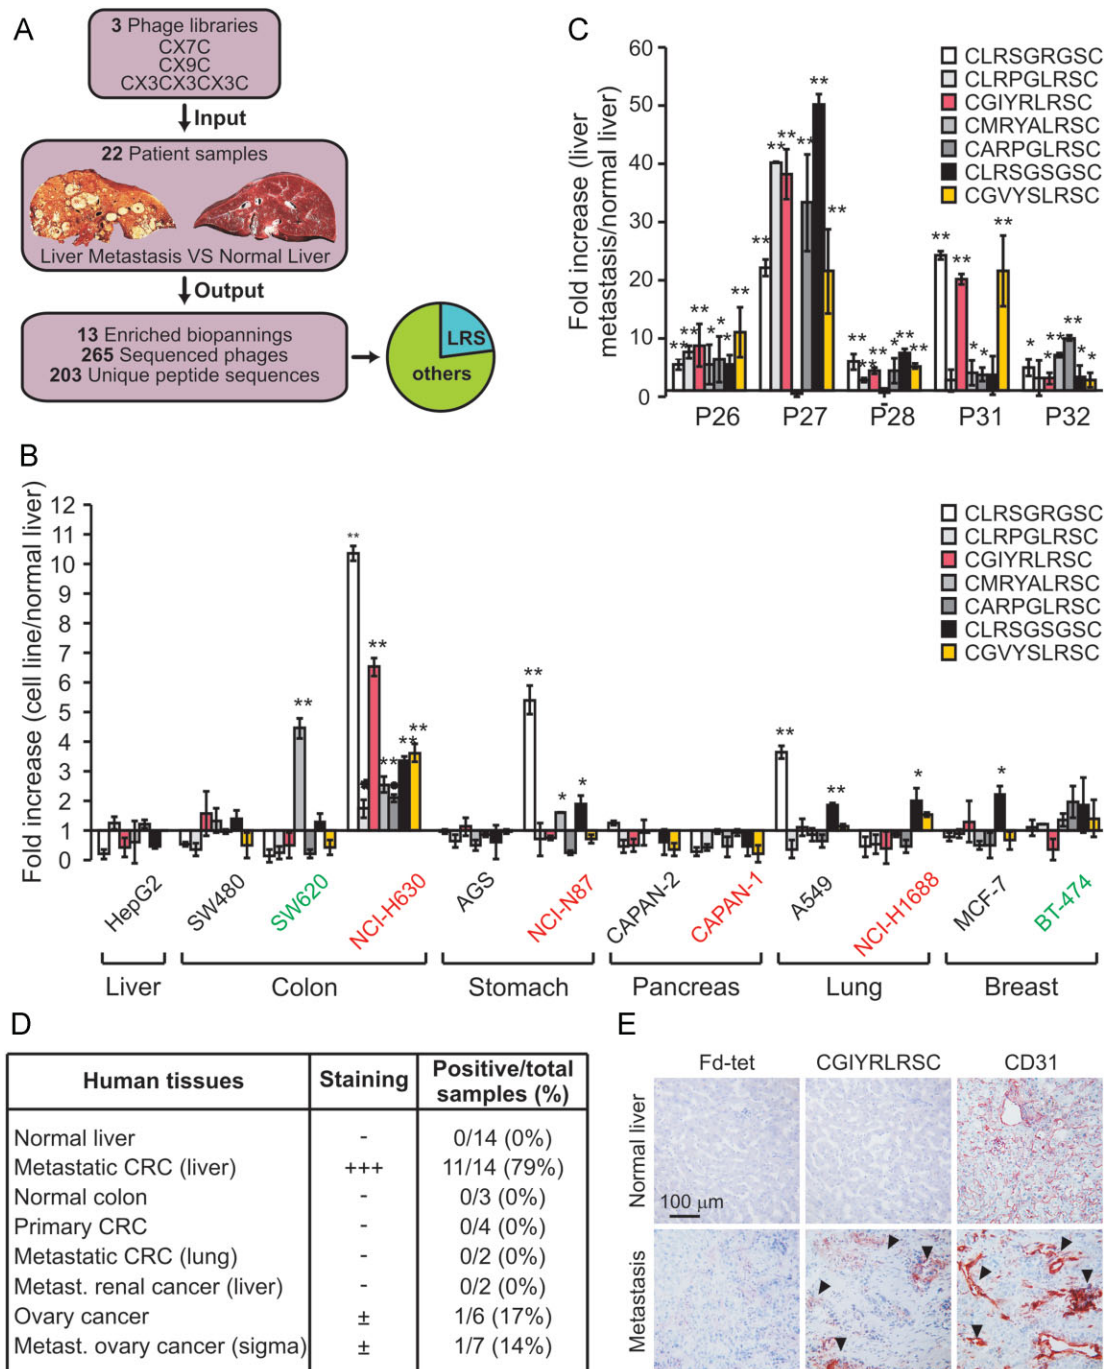 A
3 Phage libraries
CX7C
CX9C
CX3CX3CX3C
Input
22 Patient samples
Liver Metastasis VS Normal Liver
Output
13 Enriched biopannings
265 Sequenced phages
203 Unique peptide sequences
LRS
others
C
Fold increase (liver
metastasis/normal liver)
60
50
40
30
20
10
0
** ** ** * * * **
** ** ** ** ** **
** ** ** * ** **
** ** * * **
* * ** ** * *
P26 P27 P28 P31 P32
CLRSGRGSC
CLRPGLRSC
CGIYRLRSC
CMRYALRSC
CARPGLRSC
CLRSGSGSC
CGVYSLRSC
B
Fold increase (cell line/normal liver)
12
11
10
9
8
7
6
5
4
3
2
1
0
** ** ** ** ** **
** * *
** ** * *
CLRSGRGSC
CLRPGLRSC
CGIYRLRSC
CMRYALRSC
CARPGLRSC
CLRSGSGSC
CGVYSLRSC
HepG2 SW480 SW620 NCI-H630 AGS NCI-N87 CAPAN-2 CAPAN-1 A549 NCI-H1688 MCF-7 BT-474
Liver Colon Stomach Pancreas Lung Breast
D
Human tissues Staining Positive/total samples (%)
Normal liver - 0/14 (0%)
Metastatic CRC (liver) +++ 11/14 (79%)
Normal colon - 0/3 (0%)
Primary CRC - 0/4 (0%)
Metastatic CRC (lung) - 0/2 (0%)
Metast. renal cancer (liver) - 0/2 (0%)
Ovary cancer ± 1/6 (17%)
Metast. ovary cancer (sigma) ± 1/7 (14%)
E
Fd-tet CGIYRLRSC CD31
Normal liver
100 µm
Metastasis